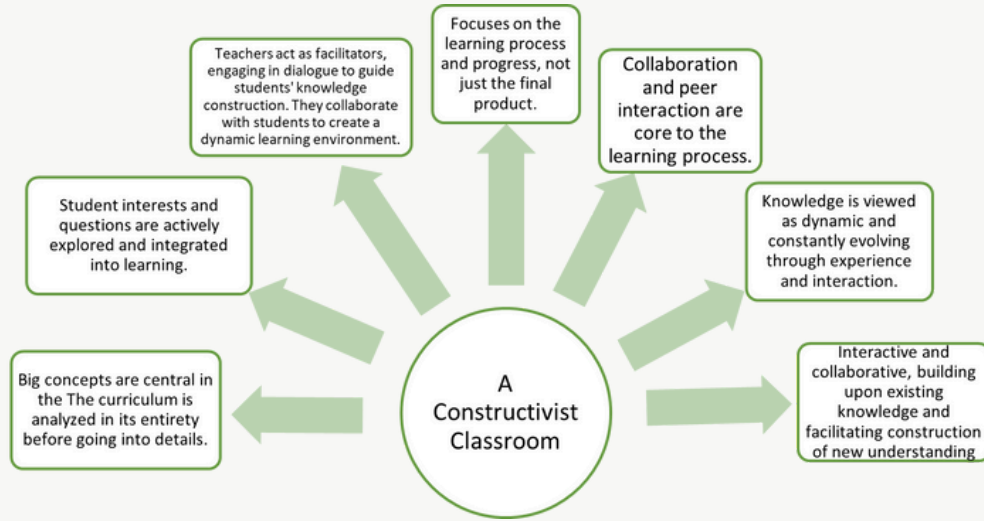 Focuses on the
learning process
and progress, not
just the final
product.
Teachers act as facilitators,
engaging in dialogue to guide
students' knowledge
construction. They collaborate
with students to create a
dynamic learning environment.
Collaboration
and peer
interaction are
core to the
learning process.
Student interests and
questions are actively
explored and integrated
into learning.
Knowledge is viewed
as dynamic and
constantly evolving
through experience
and interaction.
Big concepts are central in
the The curriculum is
analyzed in its entirety
before going into details.
A
Constructivist
Classroom
Interactive and
collaborative, building
upon existing
knowledge and
facilitating construction
of new understanding